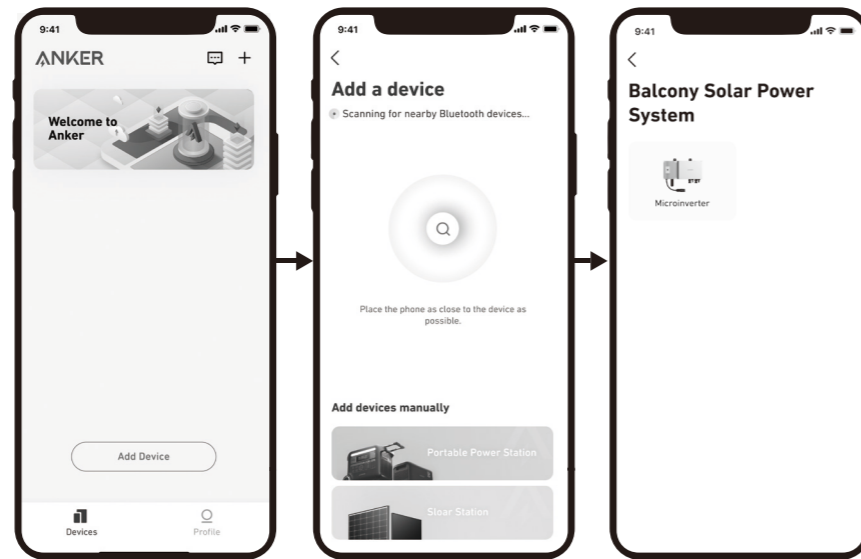 9:41
ANKER
Welcome to
Anker
Add Device
Devices
Profile
9:41
Add a device
Scanning for nearby Bluetooth devices...
Place the phone as close to the device as
possible.
Add devices manually
Portable Power Station
Sloar Station
9:41
Balcony Solar Power
System
Microinverter